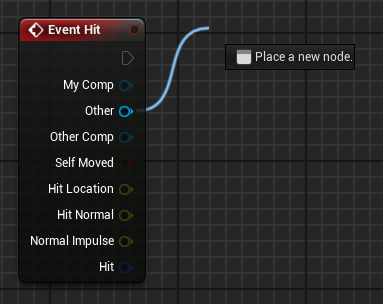 Event Hit
Place a new node.
My Comp
Other
Other Comp
Self Moved
Hit Location
Hit Normal
Normal Impulse
Hit